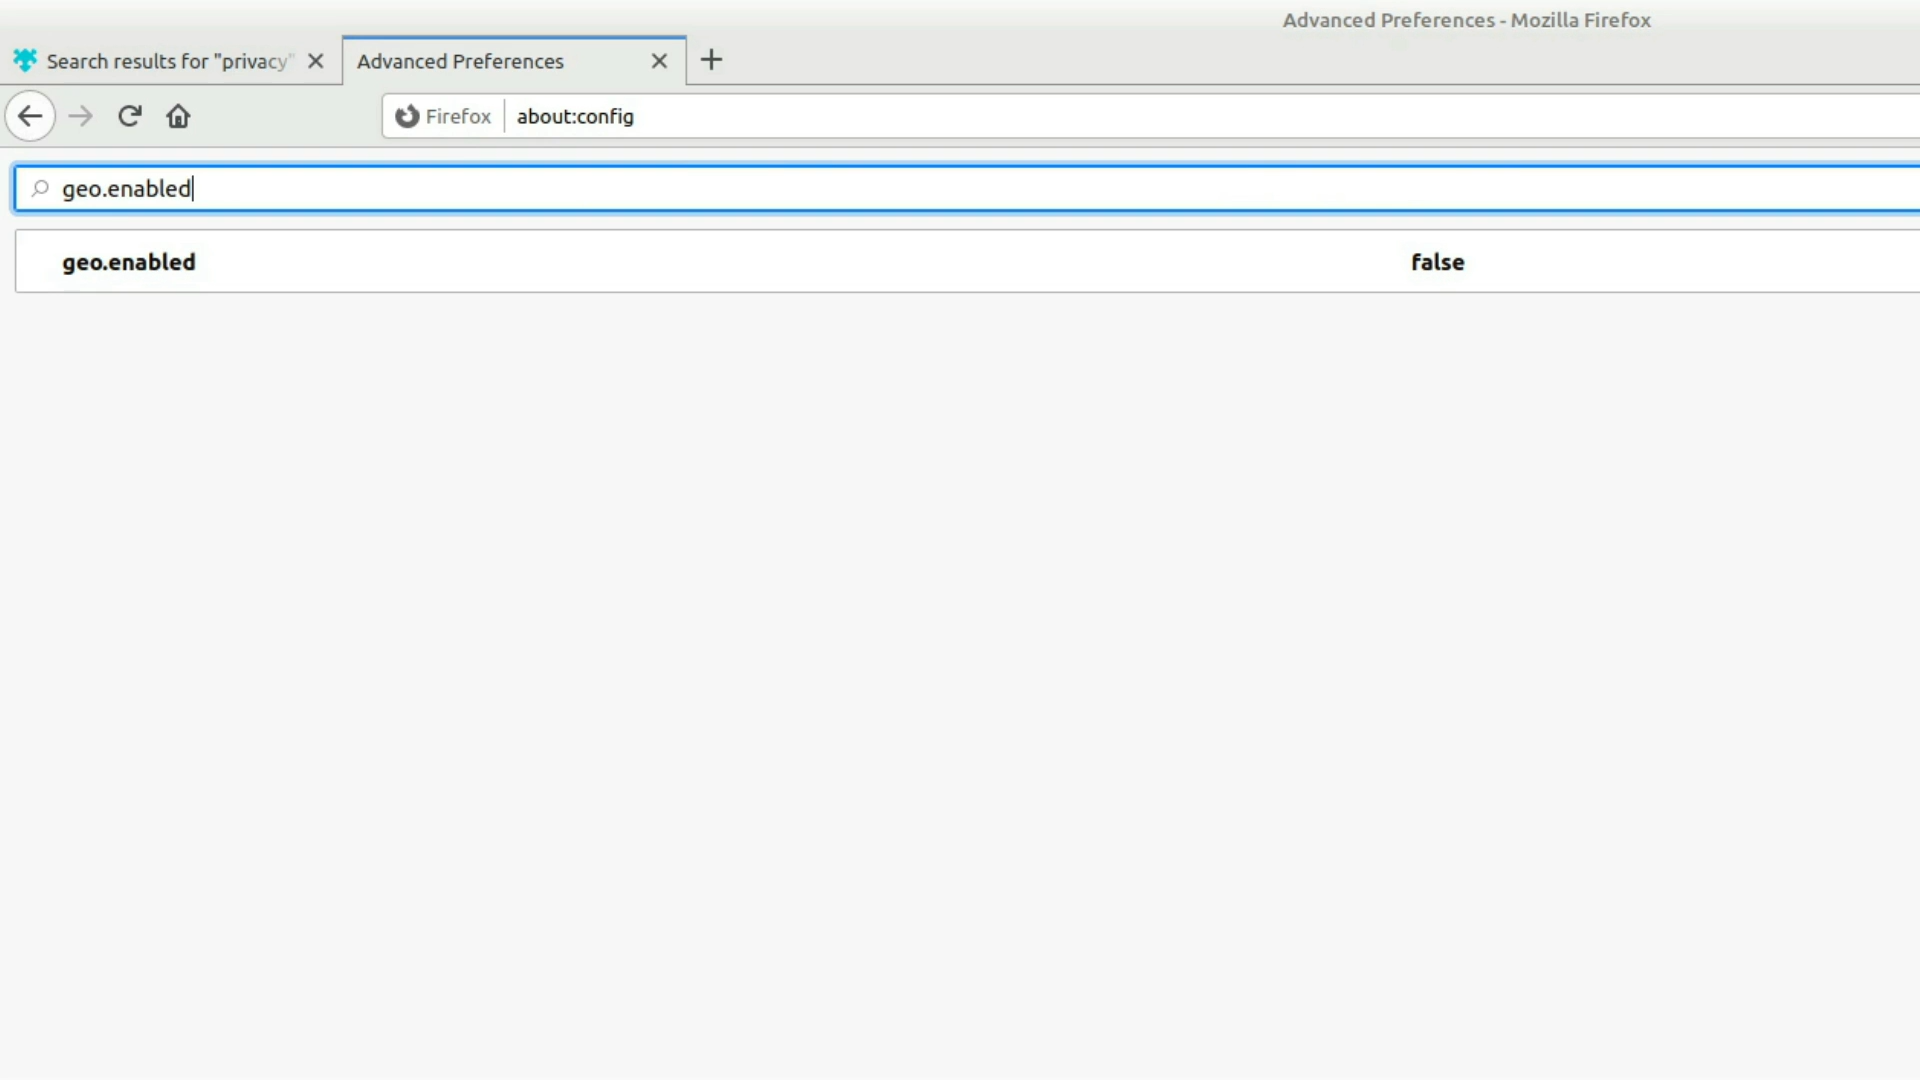 Advanced Preferences - Mozilla Firefox
Search results for "privacy"
Advanced Preferences
Firefox
about:config
geo.enabled
geo.enabled false